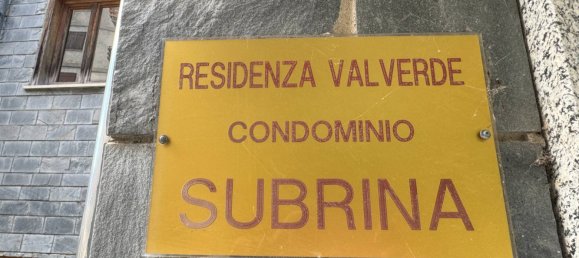 RESIDENZA VALVERDE
CONDOMINIO
SUBRINA